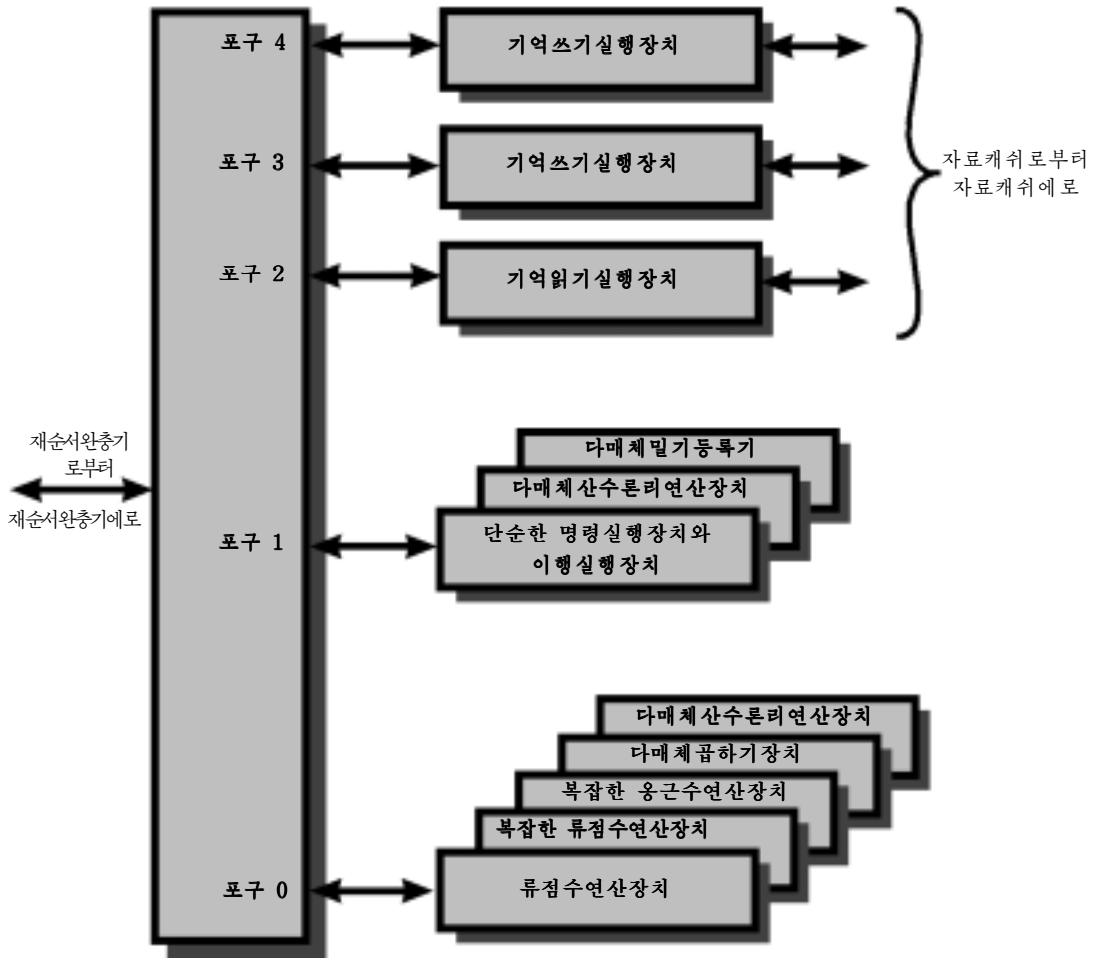 포구 4
기억쓰기실행장치
포구 3
기억쓰기실행장치
자료캐쉬로부터
자료캐쉬에로
포구 2
기억읽기실행장치
재순서완충기
로부터
재순서완충기에로
다매체밀기등록기
다매체산수론리연산장치
포구 1
단순한 명령실행장치와
이행실행장치
다매체산수론리연산장치
다매체곱하기장치
복잡한 옹근수연산장치
복잡한 류점수연산장치
포구 0
류점수연산장치